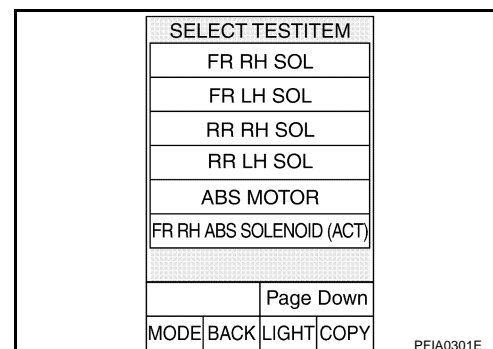 SELECT TESTITEM
FR RH SOL
FR LH SOL
RR RH SOL
RR LH SOL
ABS MOTOR
FR RH ABS SOLENOID (ACT)
Page Down
MODE BACK LIGHT COPY
PFIA0301E